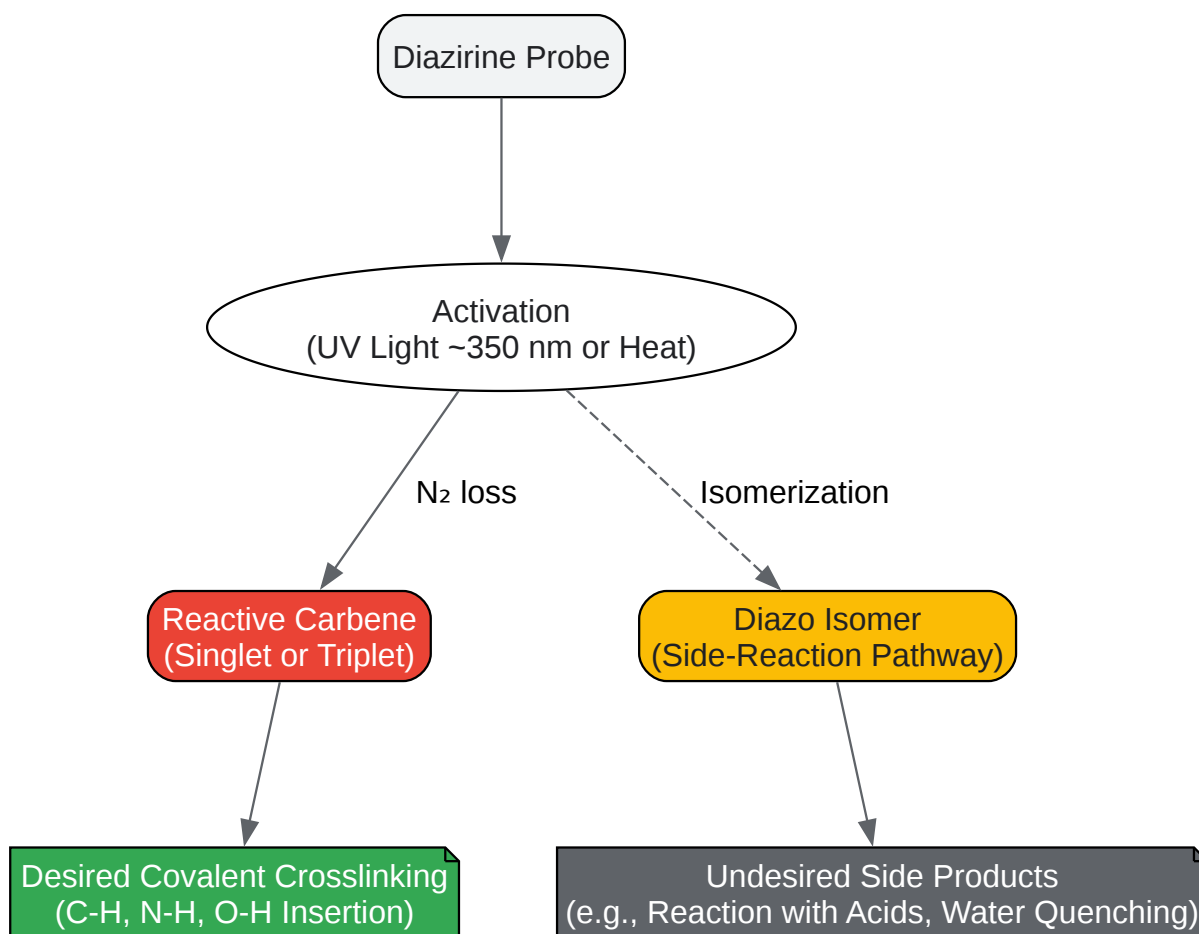 Diazirine Probe
Activation
(UV Light ~350 nm or Heat)
N₂ loss
Isomerization
Reactive Carbene
(Singlet or Triplet)
Diazo Isomer
(Side-Reaction Pathway)
Desired Covalent Crosslinking
(C-H, N-H, O-H Insertion)
Undesired Side Products
(e.g., Reaction with Acids, Water Quenching)